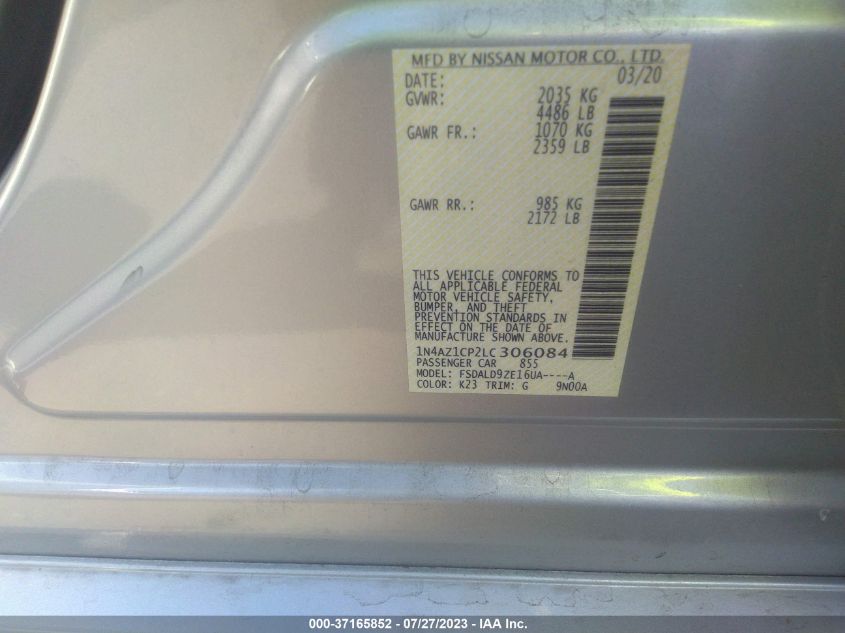 MFD BY NISSAN MOTOR CO., LTD.
DATE: 03/20
GVWR: 2035 KG
4486 LB
GAWR FR.: 1070 KG
2359 LB
GAWR RR.: 985 KG
2172 LB
THIS VEHICLE CONFORMS TO
ALL APPLICABLE FEDERAL
MOTOR VEHICLE SAFETY,
BUMPER, AND THEFT
PREVENTION STANDARDS IN
EFFECT ON THE DATE OF
MANUFACTURE SHOWN ABOVE.
1N4AZ1CP2LC306084
PASSENGER CAR 855
MODEL: FSDALD9ZE16UA----A
COLOR: K23 TRIM: G 9N00A
000-37165852 / 07/27/2023 - IAA Inc.